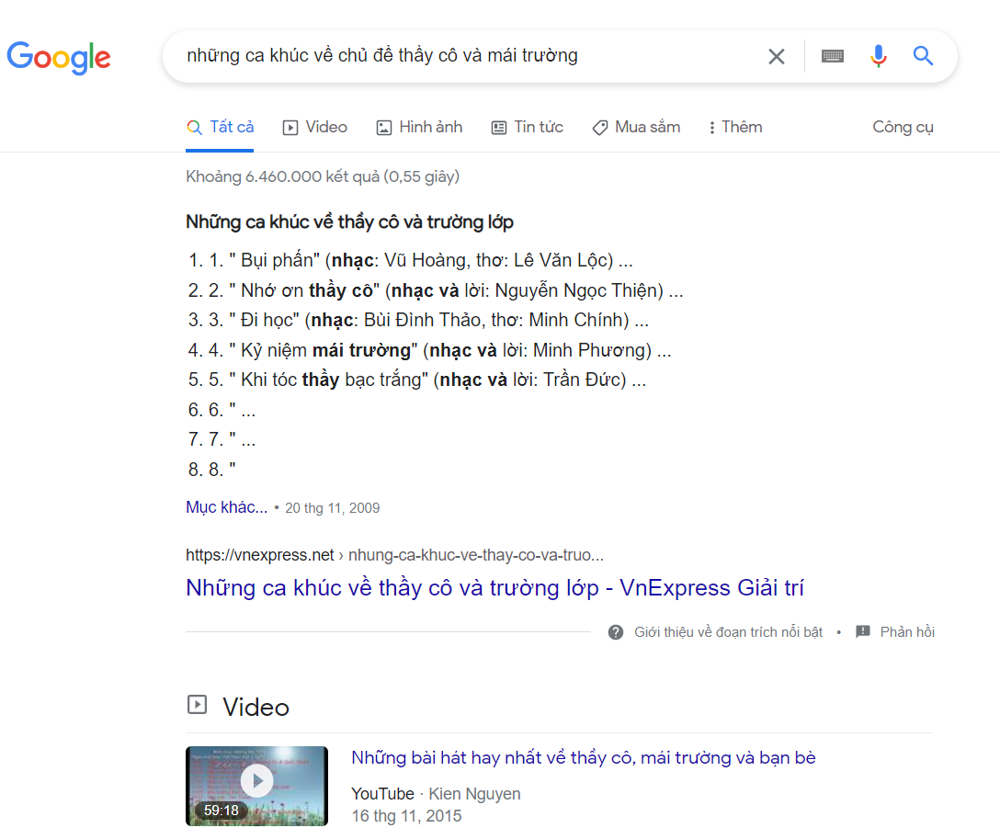 Google
những ca khúc về chủ đề thầy cô và mái trường
Tất cả Video Hình ảnh Tin tức Mua sắm Thêm Công cụ
Khoảng 6.460.000 kết quả (0,55 giây)
Những ca khúc về thầy cô và trường lớp
1. 1. " Bụi phấn" (nhạc: Vũ Hoàng, thơ: Lê Văn Lộc) ...
2. 2. " Nhớ ơn thầy cô" (nhạc và lời: Nguyễn Ngọc Thiện) ...
3. 3. " Đi học" (nhạc: Bùi Đình Thảo, thơ: Minh Chính) ...
4. 4. " Kỷ niệm mái trường" (nhạc và lời: Minh Phương) ...
5. 5. " Khi tóc thầy bạc trắng" (nhạc và lời: Trần Đức) ...
6. 6. " ...
7. 7. " ...
8. 8. "
Mục khác... • 20 thg 11, 2009
https://vnexpress.net › nhung-ca-khuc-ve-thay-co-va-truo...
Những ca khúc về thầy cô và trường lớp - VnExpress Giải trí
Giới thiệu về đoạn trích nổi bật • Phản hồi
Video
Những bài hát hay nhất về thầy cô, mái trường và bạn bè
YouTube · Kien Nguyen
16 thg 11, 2015
59:18